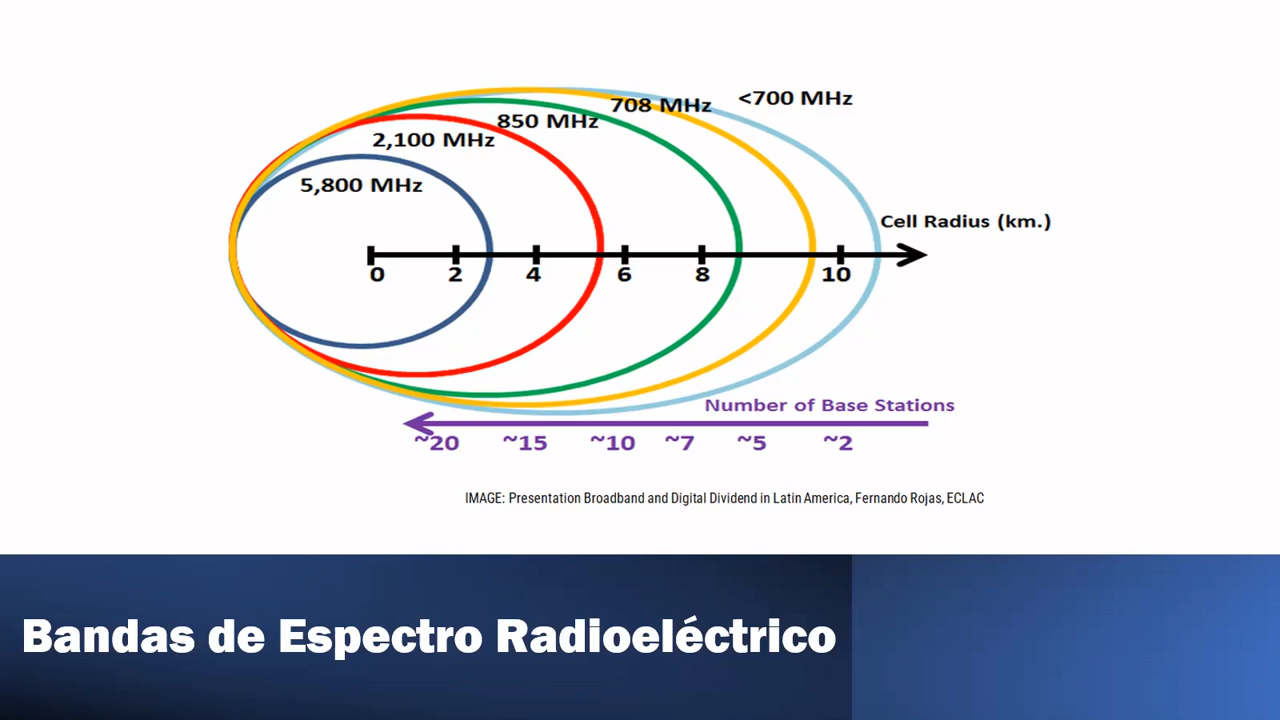 <700 MHz
708 MHz
850 MHz
2,100 MHz
5,800 MHz
Cell Radius (km.)
0 2 4 6 8 10
Number of Base Stations
~20 ~15 ~10 ~7 ~5 ~2
IMAGE: Presentation Broadband and Digital Dividend in Latin America, Fernando Rojas, ECLAC
Bandas de Espectro Radioeléctrico